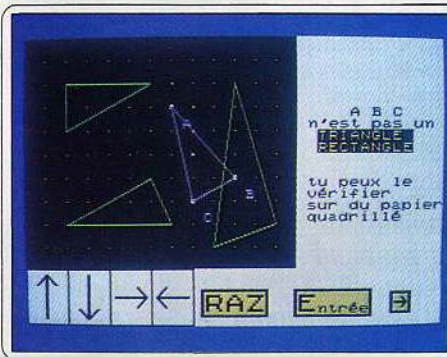 A
B
C
A B C
n'est pas un
TRIANGLE
RECTANGLE
tu peux le
vérifier
sur du papier
quadrillé
RAZ
Entrée